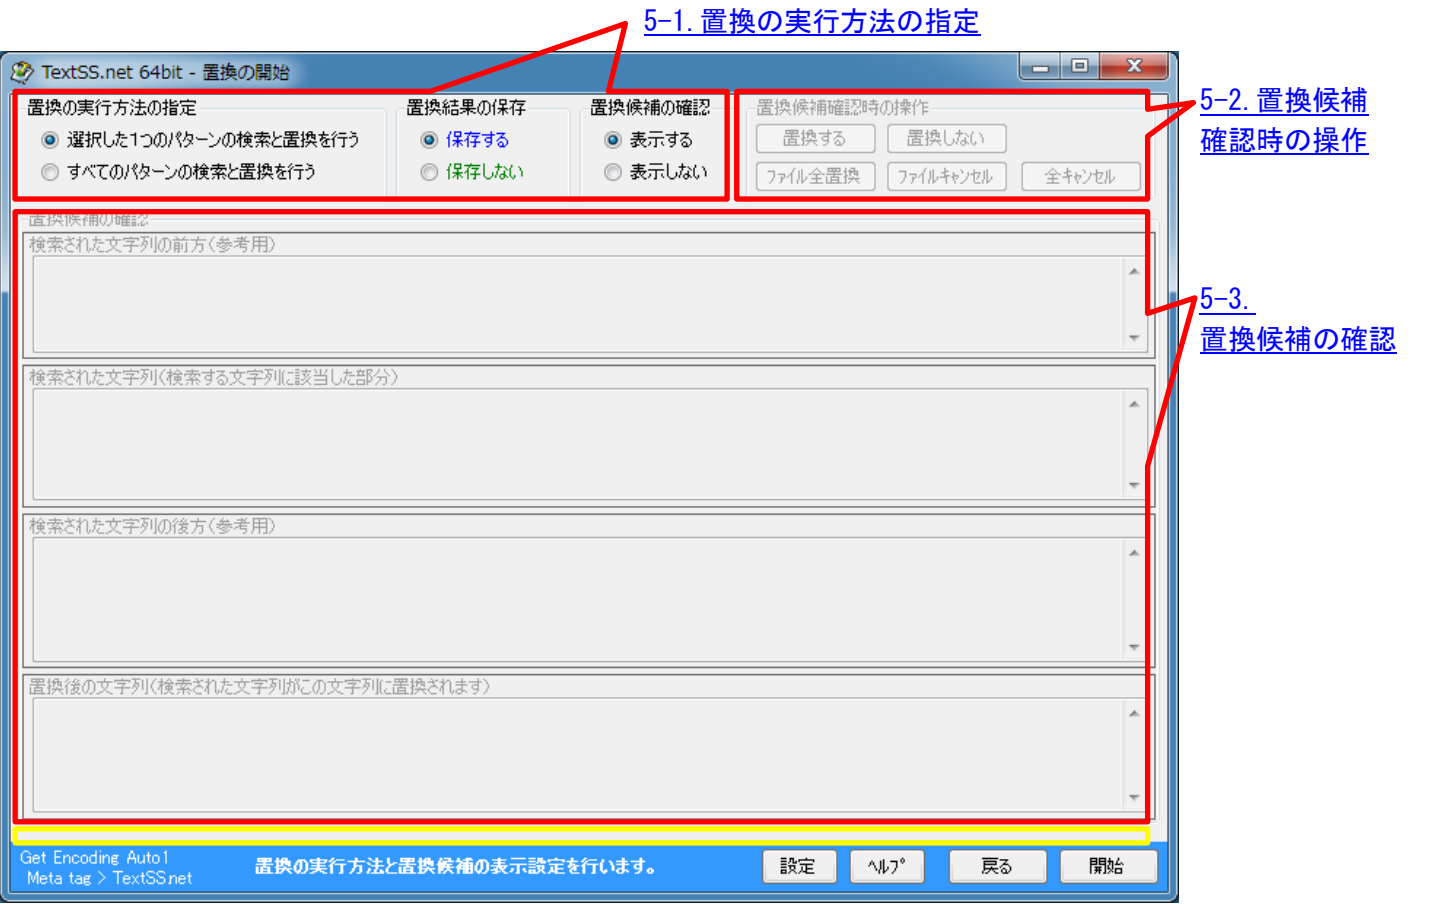 5-1.置換の実行方法の指定
TextSS.net 64bit - 置換の開始
置換の実行方法の指定
選択した1つのパターンの検索と置換を行う
すべてのパターンの検索と置換を行う
置換結果の保存
保存する
保存しない
置換候補の確認
表示する
表示しない
置換候補確認時の操作
置換する
置換しない
ファイル全置換
ファイルキャンセル
全キャンセル
5-2.置換候補
確認時の操作
置換候補の確認
検索された文字列の前方(参考用)
5-3.
置換候補の確認
検索された文字列(検索する文字列に該当した部分)
検索された文字列の後方(参考用)
置換後の文字列(検索された文字列がこの文字列に置換されます)
Get Encoding Auto1
Meta tag > TextSS.net
置換の実行方法と置換候補の表示設定を行います。
設定
ヘルプ
戻る
開始